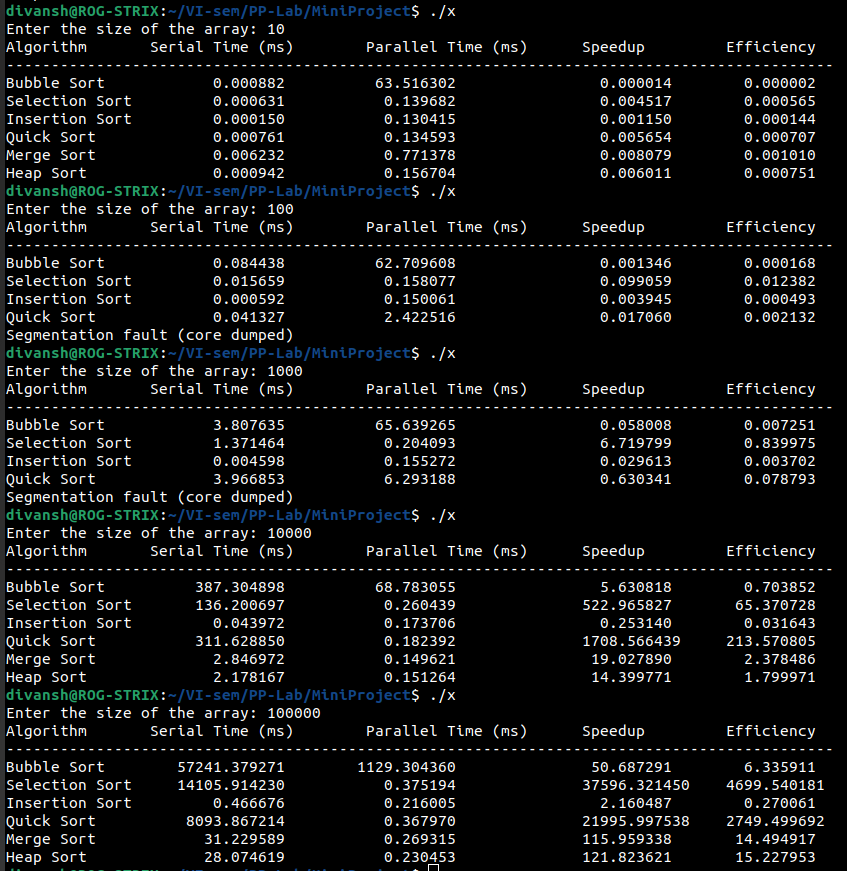 divansh@ROG-STRIX:~/VI-sem/PP-Lab/MiniProject$ ./x
Enter the size of the array: 10
Algorithm       Serial Time (ms)        Parallel Time (ms)      Speedup         Efficiency
--------------------------------------------------------------------------------------------
Bubble Sort            0.000882          63.516302                0.000014        0.000002
Selection Sort         0.000631           0.139682                0.004517        0.000565
Insertion Sort         0.000150           0.130415                0.001150        0.000144
Quick Sort             0.000761           0.134593                0.005654        0.000707
Merge Sort             0.006232           0.771378                0.008079        0.001010
Heap Sort              0.000942           0.156704                0.006011        0.000751
divansh@ROG-STRIX:~/VI-sem/PP-Lab/MiniProject$ ./x
Enter the size of the array: 100
Algorithm       Serial Time (ms)        Parallel Time (ms)      Speedup         Efficiency
--------------------------------------------------------------------------------------------
Bubble Sort            0.084438          62.709608                0.001346        0.000168
Selection Sort         0.015659           0.158077                0.099059        0.012382
Insertion Sort         0.000592           0.150061                0.003945        0.000493
Quick Sort             0.041327           2.422516                0.017060        0.002132
Segmentation fault (core dumped)
divansh@ROG-STRIX:~/VI-sem/PP-Lab/MiniProject$ ./x
Enter the size of the array: 1000
Algorithm       Serial Time (ms)        Parallel Time (ms)      Speedup         Efficiency
--------------------------------------------------------------------------------------------
Bubble Sort            3.807635          65.639265                0.058008        0.007251
Selection Sort         1.371464           0.204093                6.719799        0.839975
Insertion Sort         0.004598           0.155272                0.029613        0.003702
Quick Sort             3.966853           6.293188                0.630341        0.078793
Segmentation fault (core dumped)
divansh@ROG-STRIX:~/VI-sem/PP-Lab/MiniProject$ ./x
Enter the size of the array: 10000
Algorithm       Serial Time (ms)        Parallel Time (ms)      Speedup         Efficiency
--------------------------------------------------------------------------------------------
Bubble Sort          387.304898          68.783055                5.630818        0.703852
Selection Sort       136.200697           0.260439              522.965827       65.370728
Insertion Sort         0.043972           0.173706                0.253140        0.031643
Quick Sort           311.628850           0.182392             1708.566439      213.570805
Merge Sort             2.846972           0.149621               19.027890        2.378486
Heap Sort              2.178167           0.151264               14.399771        1.799971
divansh@ROG-STRIX:~/VI-sem/PP-Lab/MiniProject$ ./x
Enter the size of the array: 100000
Algorithm       Serial Time (ms)        Parallel Time (ms)      Speedup         Efficiency
--------------------------------------------------------------------------------------------
Bubble Sort        57241.379271        1129.304360               50.687291        6.335911
Selection Sort     14105.914230           0.375194            37596.321450     4699.540181
Insertion Sort         0.466676           0.216005                2.160487        0.270061
Quick Sort          8093.867214           0.367970            21995.997538     2749.499692
Merge Sort            31.229589           0.269315              115.959338       14.494917
Heap Sort             28.074619           0.230453              121.823621       15.227953